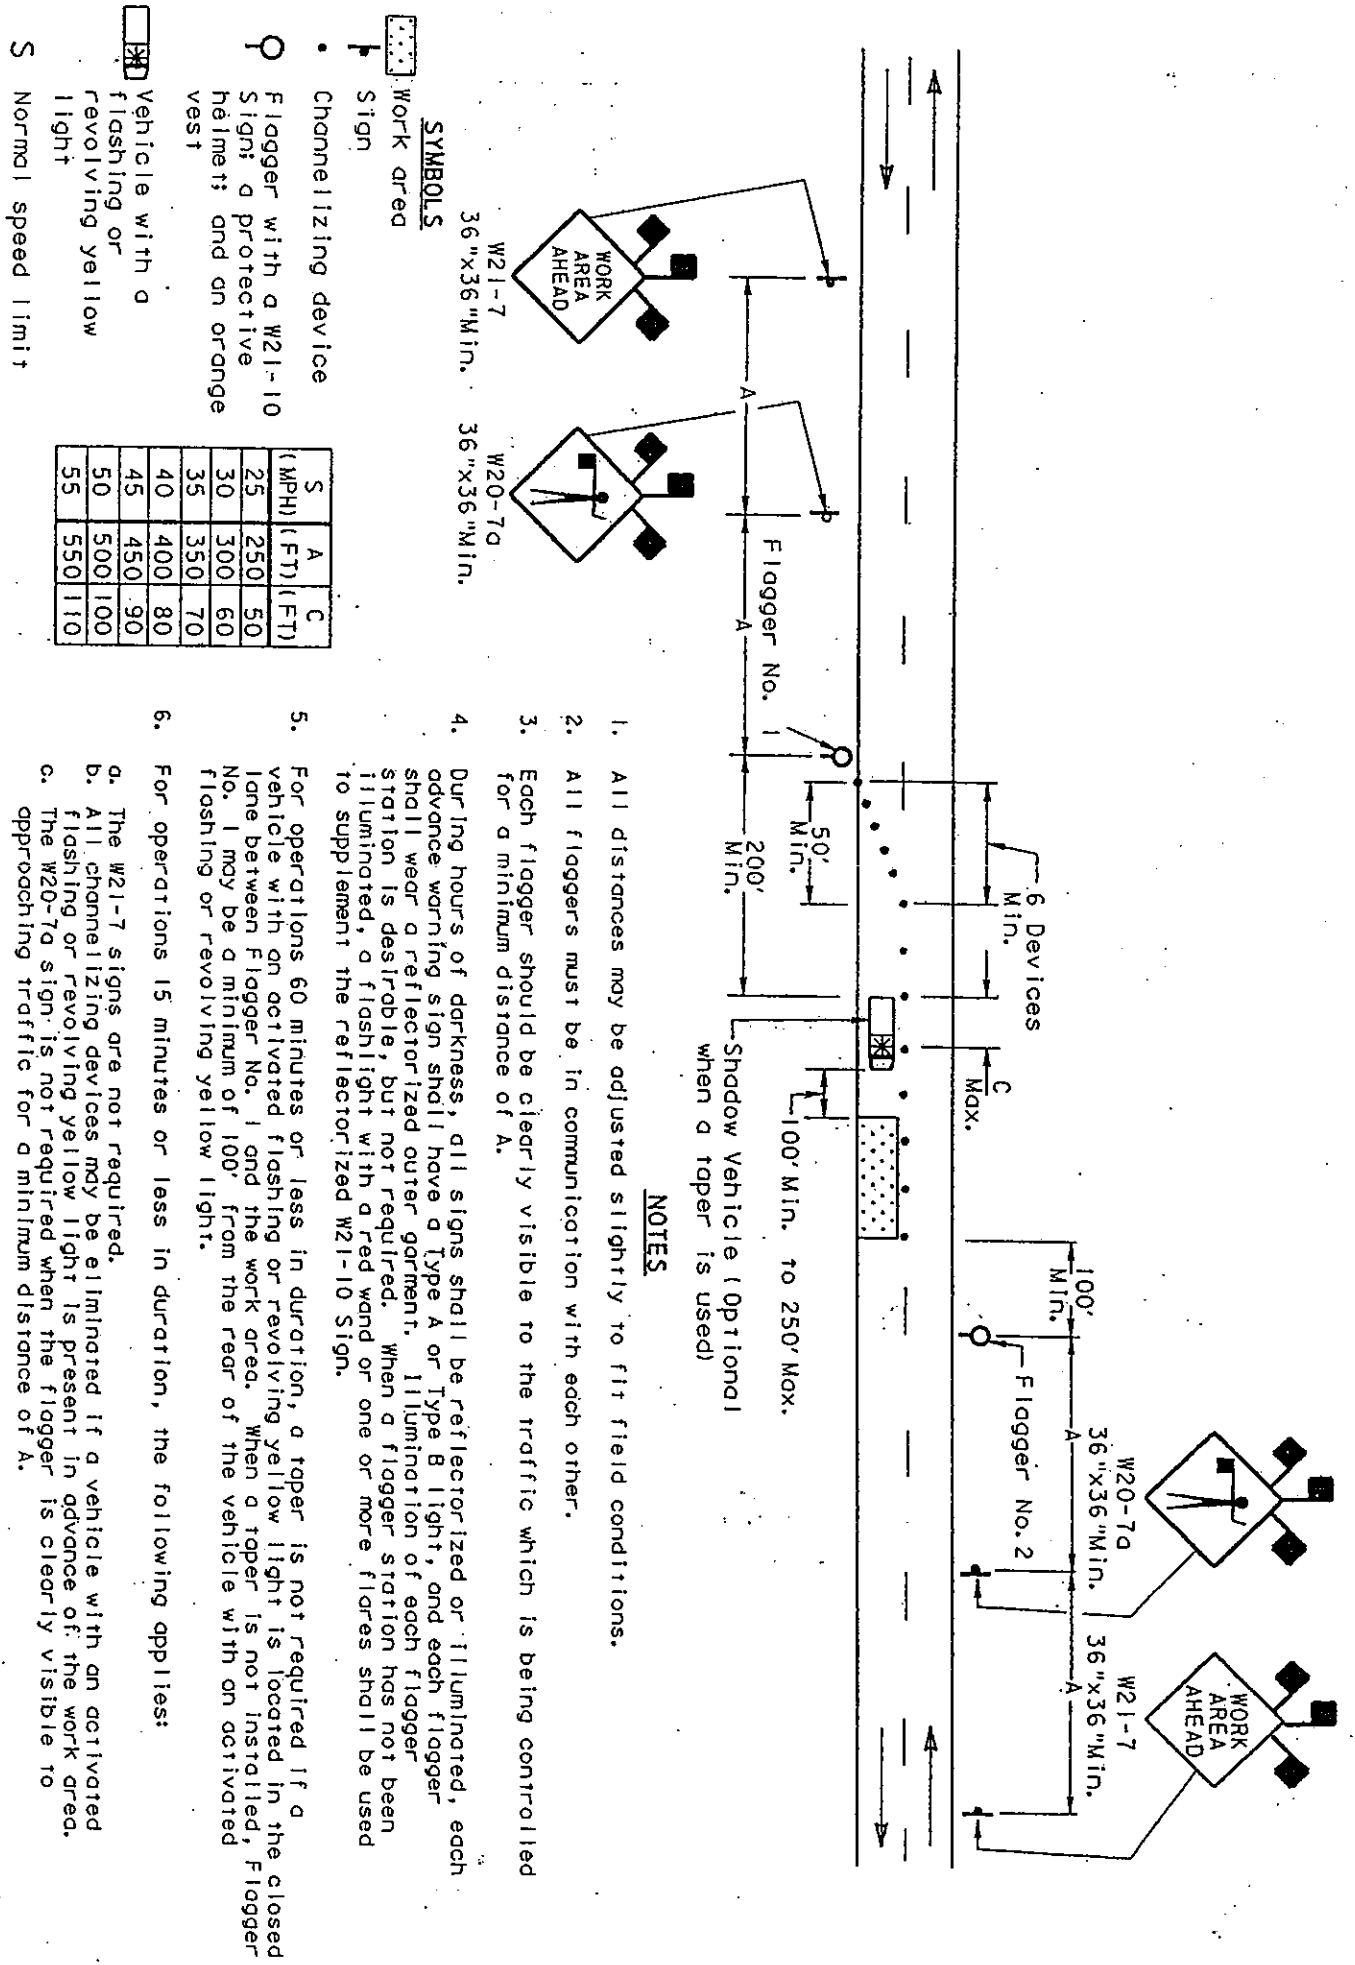 WORK
AREA
AHEAD
W21-7
36"x36"Min.
W20-7a
36"x36"Min.
A
A
Flagger No. 1
50'
Min.
200'
Min.
6 Devices
Min.
C
Max.
Shadow Vehicle (Optional
when a taper is used)
100' Min. to 250' Max.
100'
Min.
Flagger No. 2
A
A
W20-7a
36"x36"Min.
W21-7
36"x36"Min.
WORK
AREA
AHEAD
SYMBOLS
Work area
Sign
Channelizing device
Flagger with a W21-10
Sign; a protective
helmet; and an orange
vest
Vehicle with a
flashing or
revolving yellow
light
S Normal speed limit
S A C
(MPH) (FT) (FT)
25 250 50
30 300 60
35 350 70
40 400 80
45 450 90
50 500 100
55 550 110
NOTES
1. All distances may be adjusted slightly to fit field conditions.
2. All flaggers must be in communication with each other.
3. Each flagger should be clearly visible to the traffic which is being controlled
for a minimum distance of A.
4. During hours of darkness, all signs shall be reflectorized or illuminated, each
advance warning sign shall have a Type A or Type B light, and each flagger
shall wear a reflectorized outer garment. Illumination of each flagger
station is desirable, but not required. When a flagger station has not been
illuminated, a flashlight with a red wand or one or more flares shall be used
to supplement the reflectorized W21-10 Sign.
5. For operations 60 minutes or less in duration, a taper is not required if a
vehicle with an activated flashing or revolving yellow light is located in the closed
lane between Flagger No. 1 and the work area. When a taper is not installed, Flagger
No. 1 may be a minimum of 100' from the rear of the vehicle with an activated
flashing or revolving yellow light.
6. For operations 15 minutes or less in duration, the following applies:
a. The W21-7 signs are not required.
b. All channelizing devices may be eliminated if a vehicle with an activated
flashing or revolving yellow light is present in advance of the work area.
c. The W20-7a sign is not required when the flagger is clearly visible to
approaching traffic for a minimum distance of A.